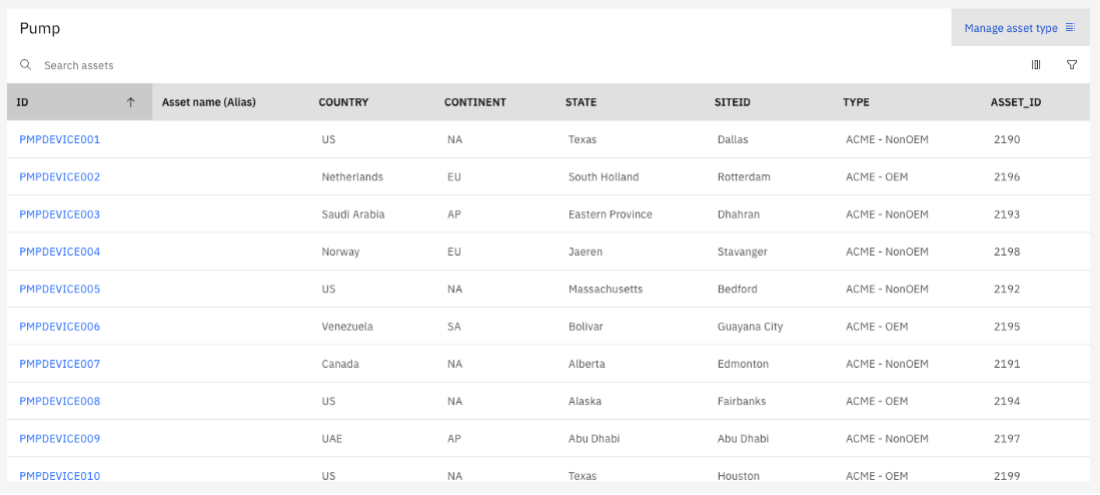 Pump
Manage asset type
Search assets
ID Asset name (Alias) COUNTRY CONTINENT STATE SITEID TYPE ASSET_ID
PMPDEVICE001 US NA Texas Dallas ACME - NonOEM 2190
PMPDEVICE002 Netherlands EU South Holland Rotterdam ACME - OEM 2196
PMPDEVICE003 Saudi Arabia AP Eastern Province Dhahran ACME - NonOEM 2193
PMPDEVICE004 Norway EU Jaeren Stavanger ACME - NonOEM 2198
PMPDEVICE005 US NA Massachusetts Bedford ACME - NonOEM 2192
PMPDEVICE006 Venezuela SA Bolivar Guayana City ACME - OEM 2195
PMPDEVICE007 Canada NA Alberta Edmonton ACME - NonOEM 2191
PMPDEVICE008 US NA Alaska Fairbanks ACME - OEM 2194
PMPDEVICE009 UAE AP Abu Dhabi Abu Dhabi ACME - NonOEM 2197
PMPDEVICE010 US NA Texas Houston ACME - OEM 2199